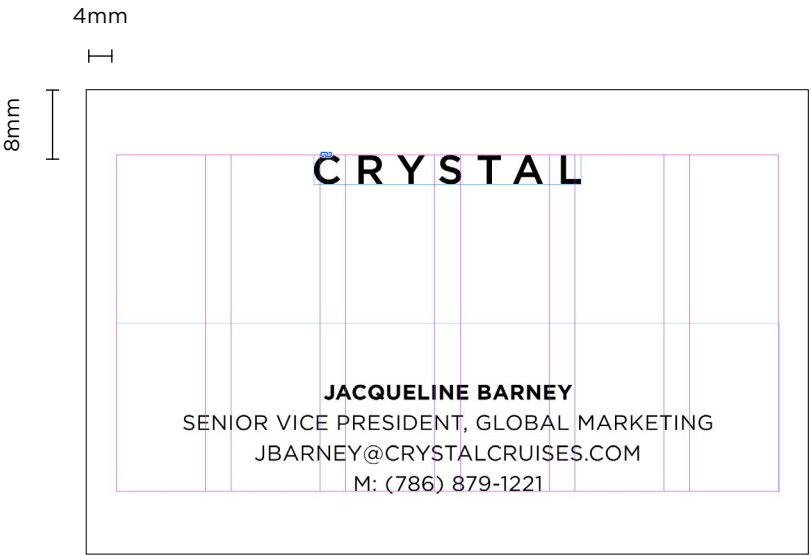 4mm
8mm
CRYSTAL
JACQUELINE BARNEY
SENIOR VICE PRESIDENT, GLOBAL MARKETING
JBARNEY@CRYSTALCRUISES.COM
M: (786) 879-1221